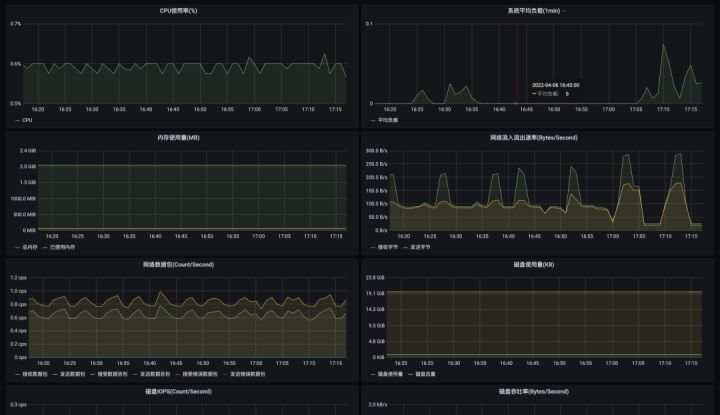 CPU使用率(%)
0.7%
0.6%
0.5%
16:20 16:25 16:30 16:35 16:40 16:45 16:50 16:55 17:00 17:05 17:10 17:15
CPU
系统平均负载(1min)
0.1
0
2022-04-06 16:43:00
平均负载: 0
16:20 16:25 16:30 16:35 16:40 16:45 16:50 16:55 17:00 17:05 17:10 17:15
平均负载
内存使用量(MB)
2.4 GiB
2.0 GiB
1.5 GiB
1000.0 MiB
500.0 MiB
0 MiB
16:20 16:25 16:30 16:35 16:40 16:45 16:50 16:55 17:00 17:05 17:10 17:15
总内存 已使用内存
网络流入流出速率(Bytes/Second)
300.0 B/s
250.0 B/s
200.0 B/s
150.0 B/s
100.0 B/s
50.0 B/s
0 B/s
16:20 16:25 16:30 16:35 16:40 16:45 16:50 16:55 17:00 17:05 17:10 17:15
接收字节 发送字节
网络数据包(Count/Second)
1.2 cps
1.0 cps
0.8 cps
0.6 cps
0.4 cps
0.2 cps
0 cps
16:20 16:25 16:30 16:35 16:40 16:45 16:50 16:55 17:00 17:05 17:10 17:15
接收数据包 发送数据包 接受数据丢包 发送数据丢包 接受错误数据包 发送错误数据包
磁盘使用量(KB)
23.8 GiB
19.1 GiB
14.3 GiB
9.5 GiB
4.8 GiB
0 KiB
16:20 16:25 16:30 16:35 16:40 16:45 16:50 16:55 17:00 17:05 17:10 17:15
磁盘使用量 磁盘总量
磁盘IOPS(Count/Second)
0.3 cps
磁盘吞吐率(Bytes/Second)
2.0 kB/s